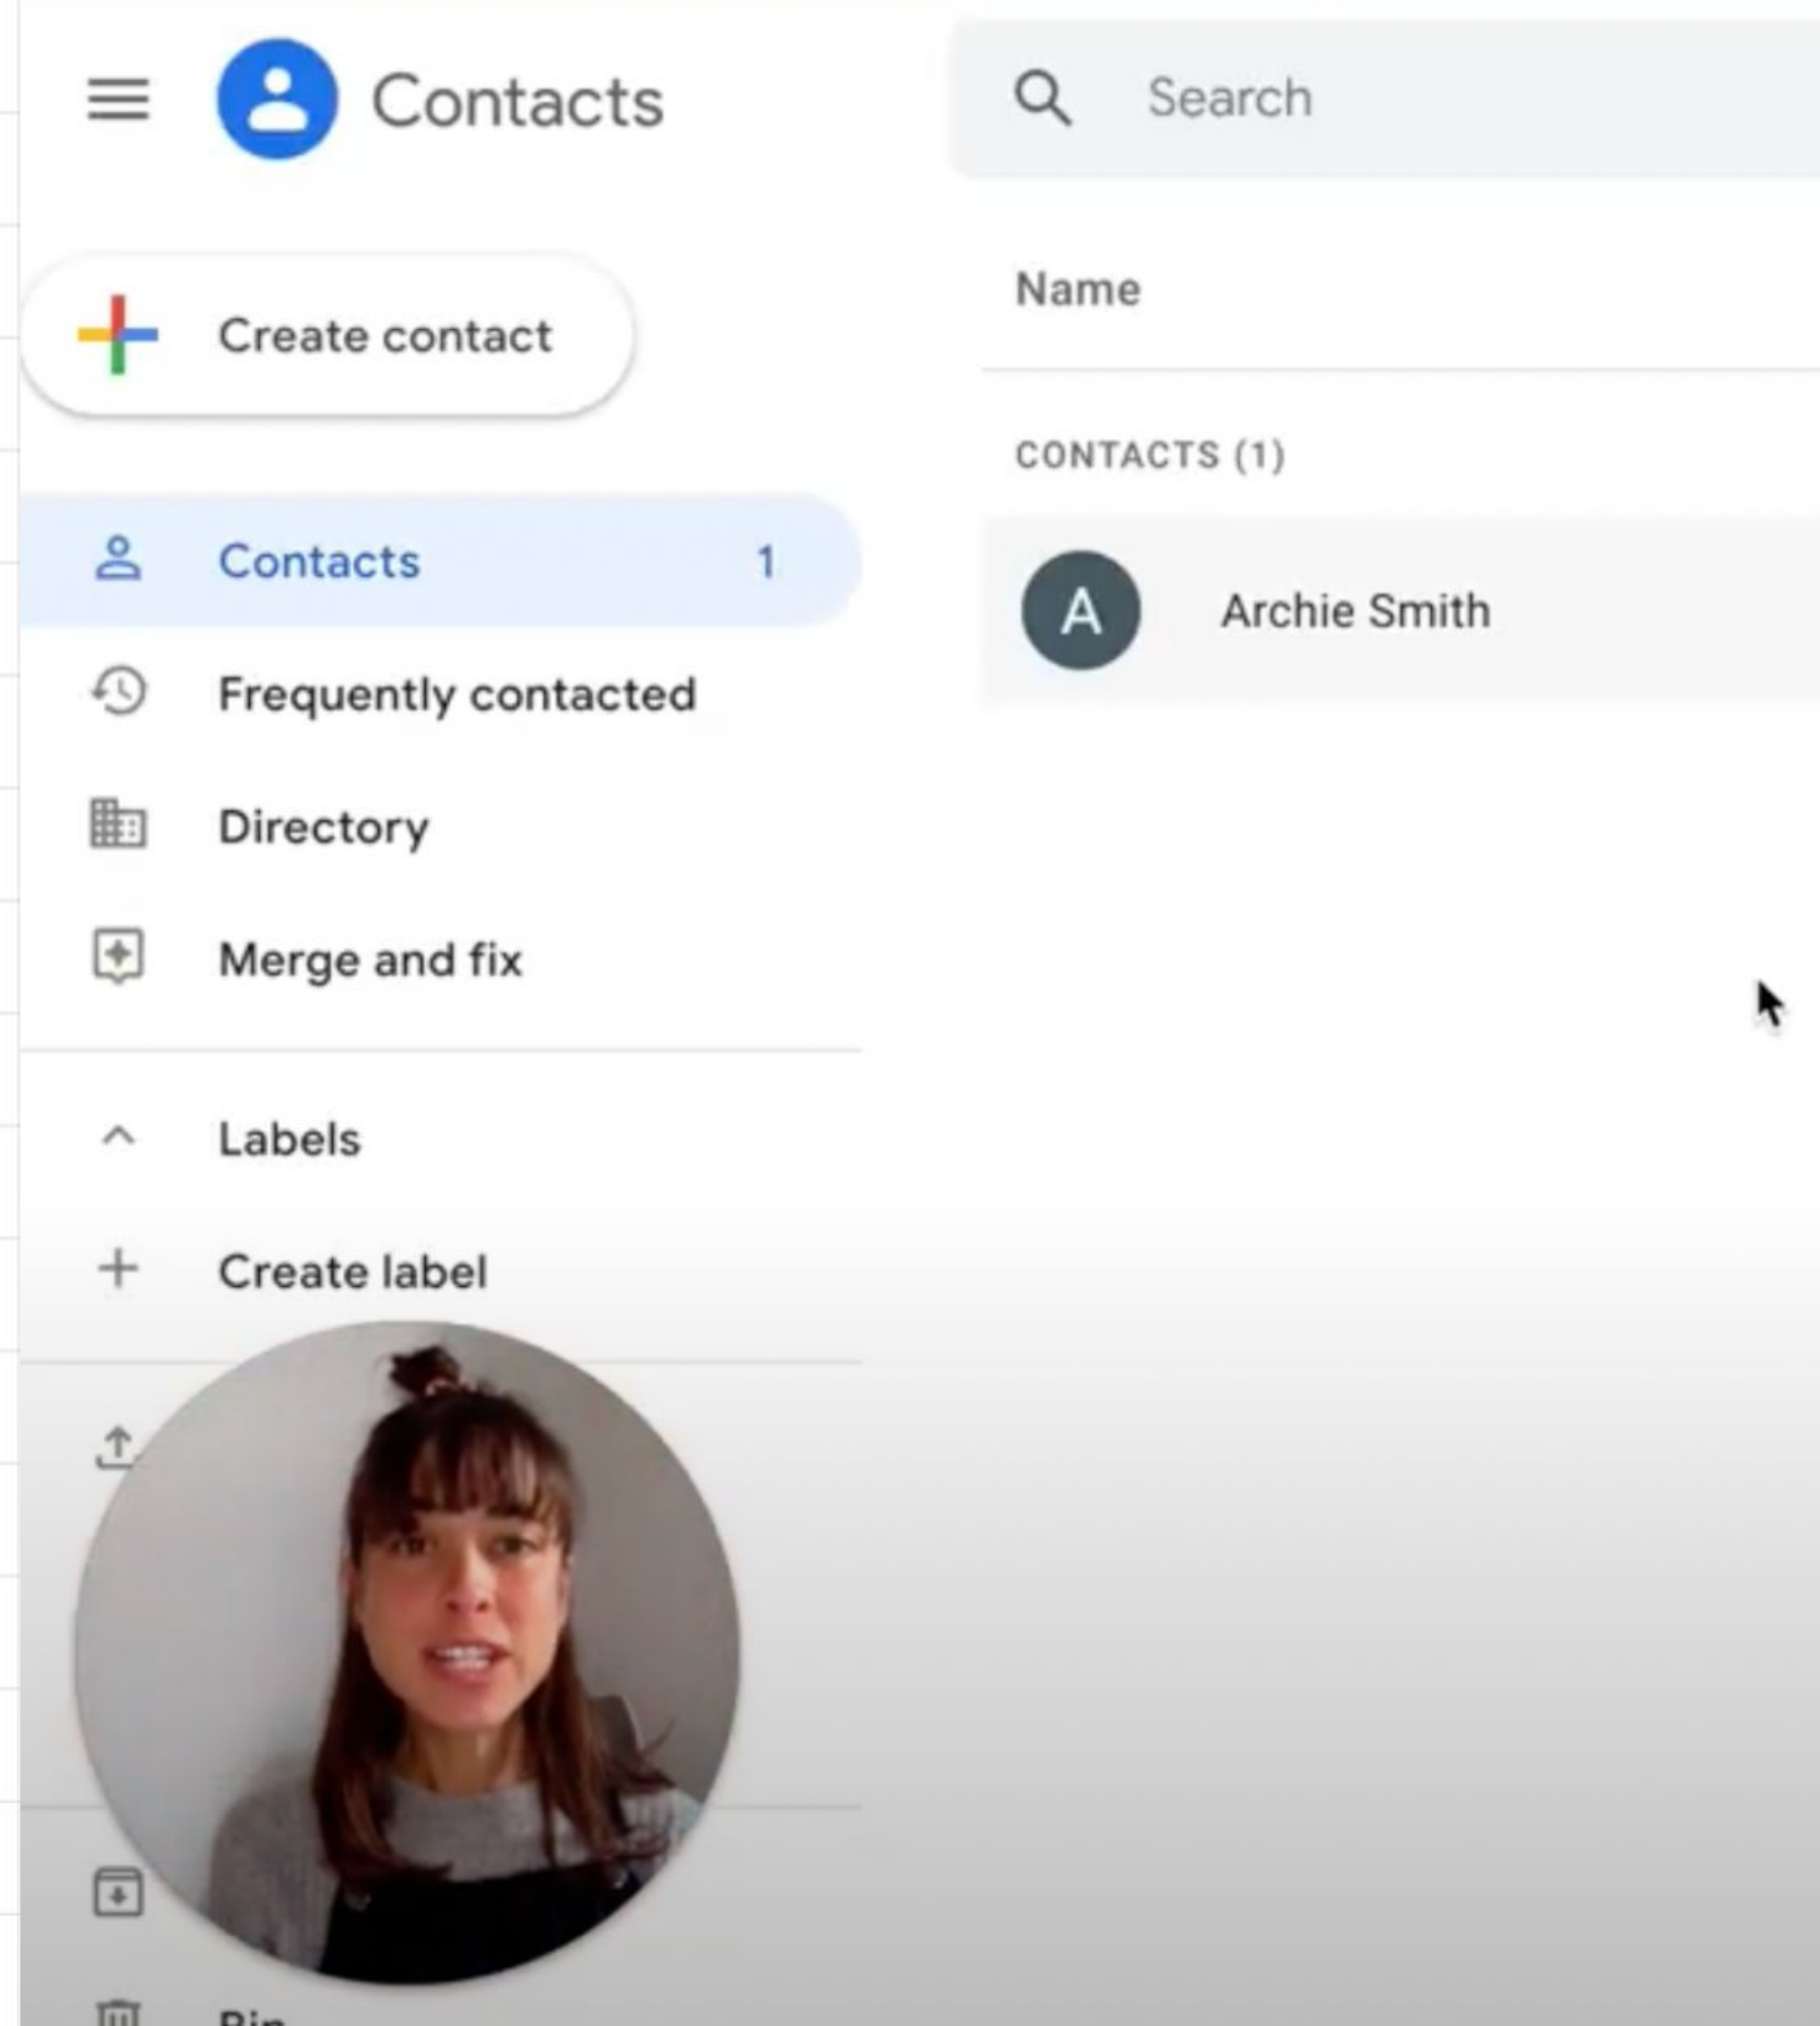 Contacts
Search
Create contact
Name
CONTACTS (1)
Contacts 1
A Archie Smith
Frequently contacted
Directory
Merge and fix
Labels
Create label